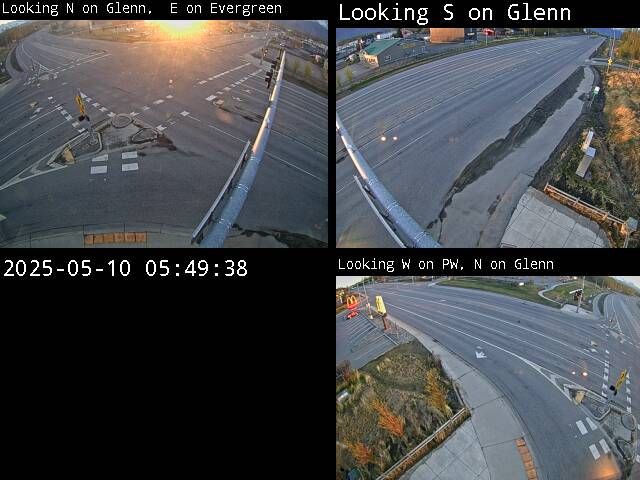 Looking N on Glenn,  E on Evergreen
Looking S on Glenn
2025-05-10 05:49:38
Looking W on PW, N on Glenn